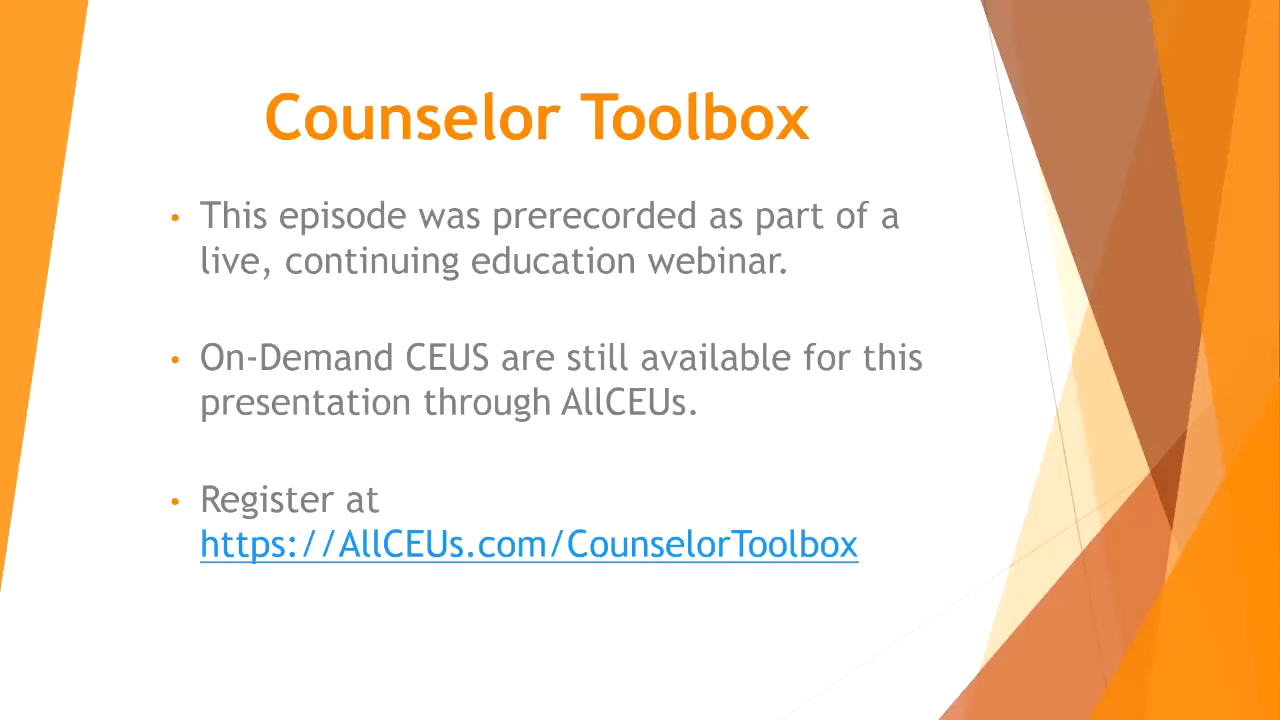 Counselor Toolbox
• This episode was prerecorded as part of a
live, continuing education webinar.
• On-Demand CEUS are still available for this
presentation through AllCEUs.
• Register at
https://AllCEUs.com/CounselorToolbox